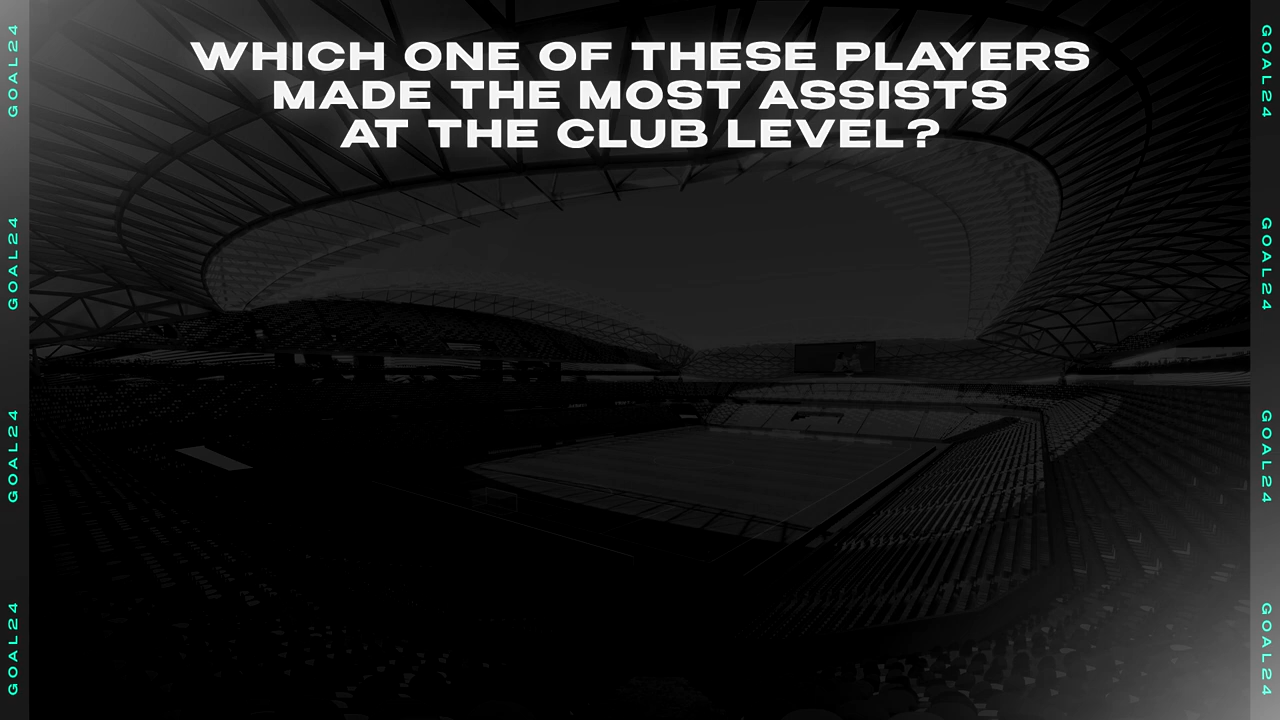 WHICH ONE OF THESE PLAYERS
MADE THE MOST ASSISTS
AT THE CLUB LEVEL?
GOAL24
GOAL24
GOAL24
GOAL24
GOAL24
GOAL24
GOAL24
GOAL24